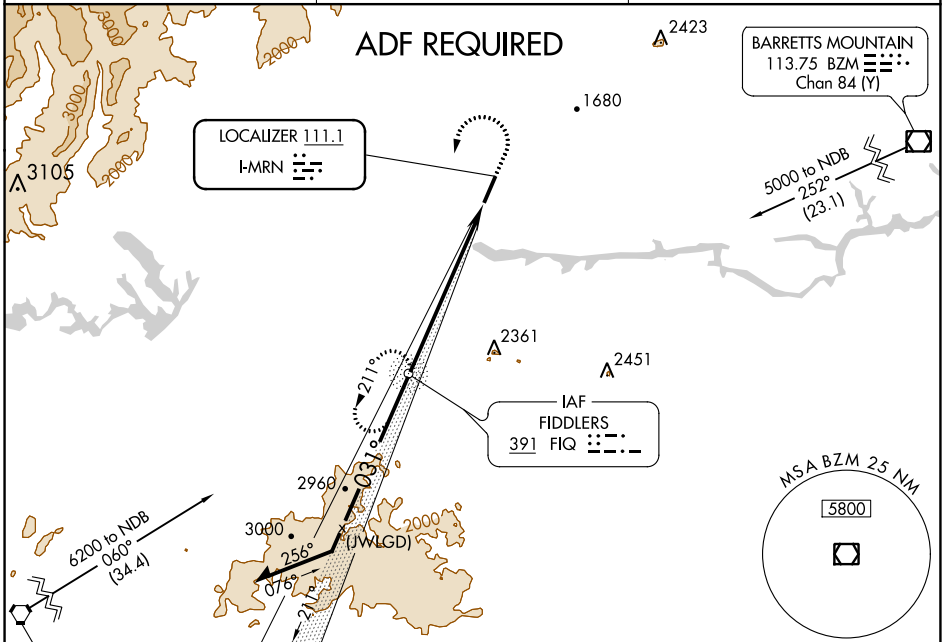 ADF REQUIRED
2423
BARRETTS MOUNTAIN
113.75 BZM
Chan 84 (Y)
2000
3000
2000
3105
1680
LOCALIZER 111.1
I-MRN
5000 to NDB
252°
(23.1)
2361
2451
211°
IAF
FIDDLERS
391 FIQ
031°
2960
3000
2000
(JWLGD)
256°
076°
211°
6200 to NDB
060°
(34.4)
MSA BZM 25 NM
5800